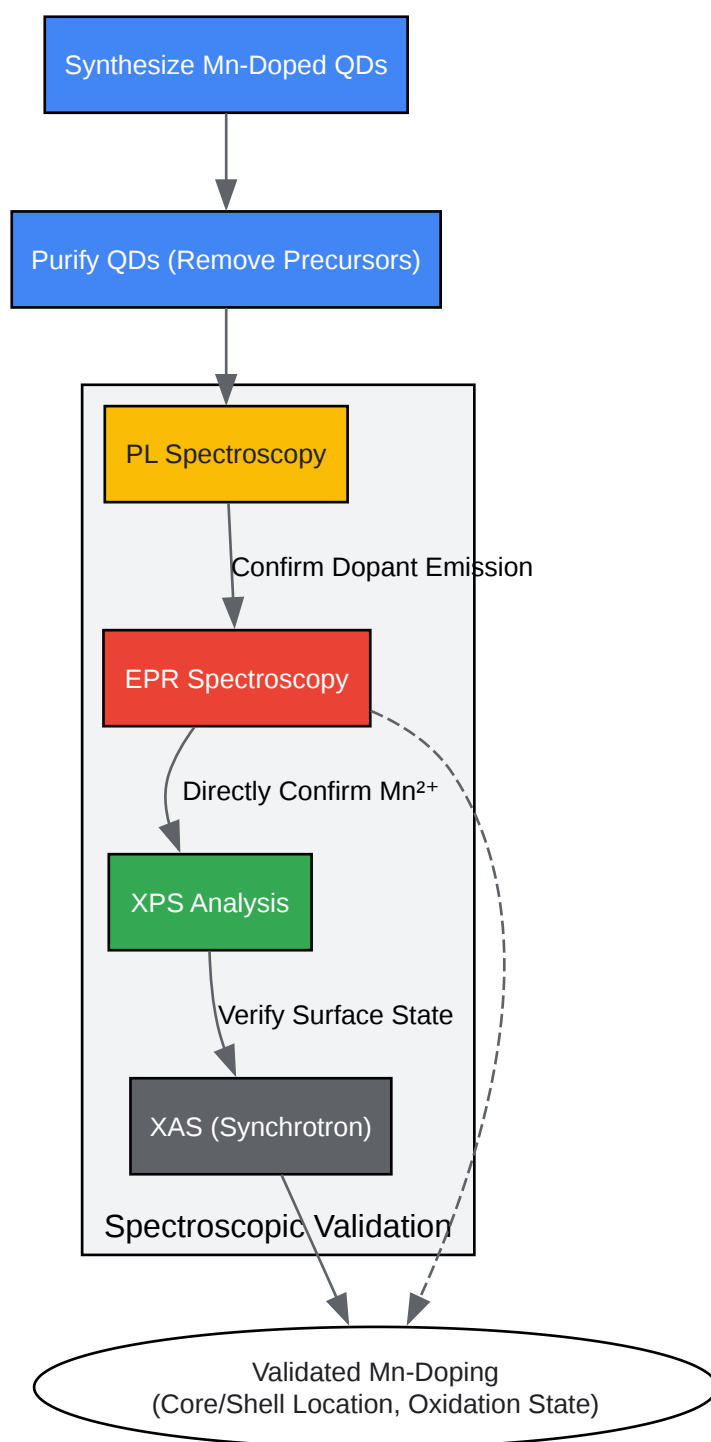 Synthesize Mn-Doped QDs
Purify QDs (Remove Precursors)
PL Spectroscopy
Confirm Dopant Emission
EPR Spectroscopy
Directly Confirm Mn²⁺
XPS Analysis
Verify Surface State
XAS (Synchrotron)
Spectroscopic Validation
Validated Mn-Doping
(Core/Shell Location, Oxidation State)